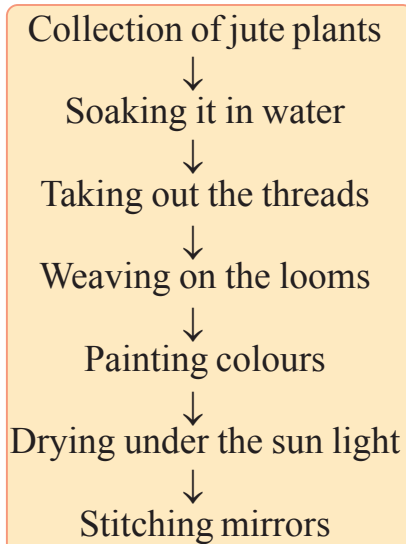 Collection of jute plants
↓
Soaking it in water
↓
Taking out the threads
↓
Weaving on the looms
↓
Painting colours
↓
Drying under the sun light
↓
Stitching mirrors